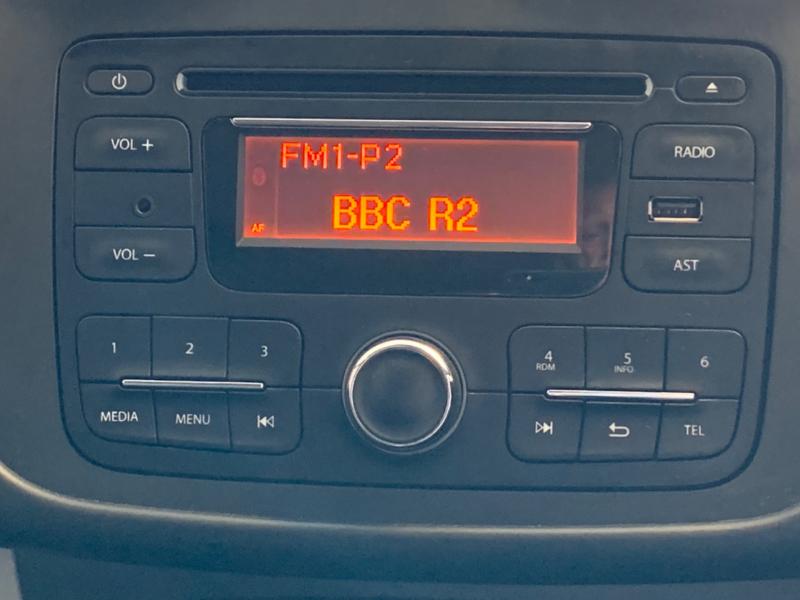 VOL +
VOL –
FM1-P2
BBC R2
AF
RADIO
AST
1 2 3
MEDIA MENU
4 5 6
RDM INFO
TEL